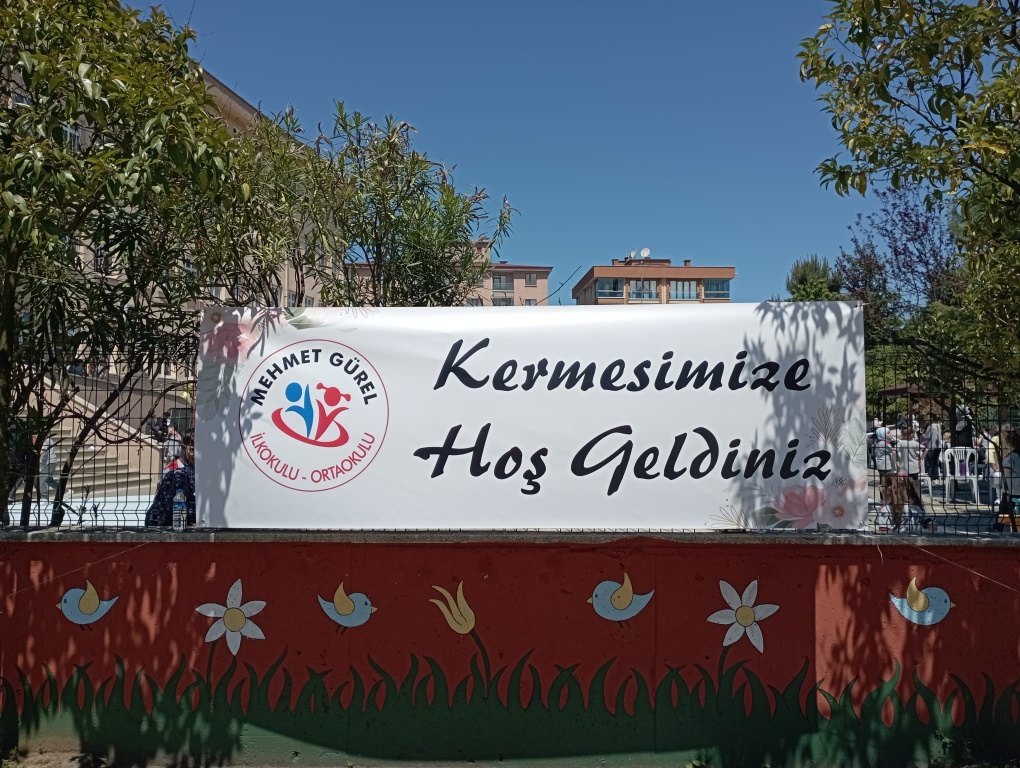 MEHMET GÜREL
İLKOKULU - ORTAOKULU
Kermesimize
Hoş Geldiniz